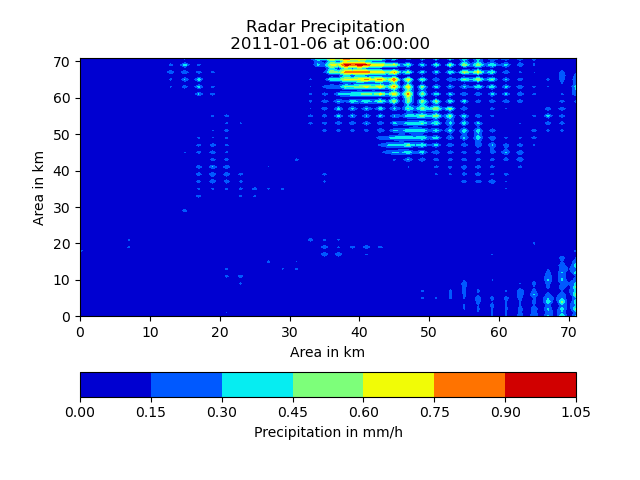 Radar Precipitation
2011-01-06 at 06:00:00
Area in km
70
60
50
40
30
20
10
0
0 10 20 30 40 50 60 70
Area in km
0.00 0.15 0.30 0.45 0.60 0.75 0.90 1.05
Precipitation in mm/h